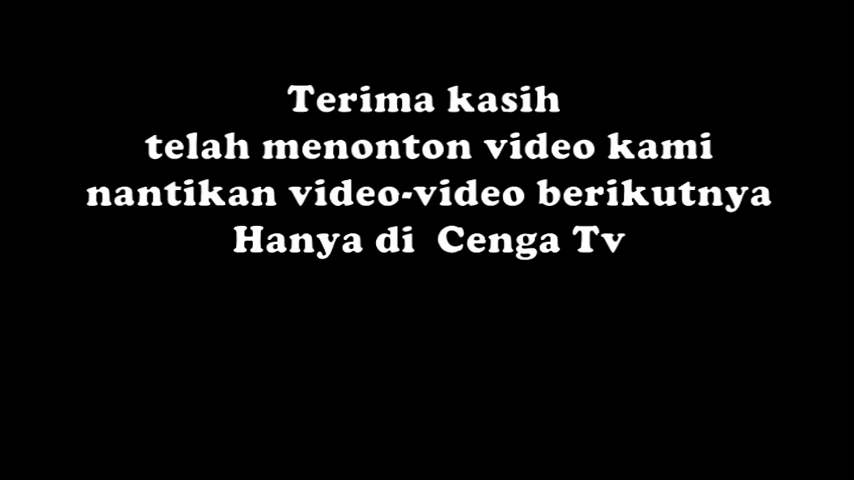 Terima kasih
telah menonton video kami
nantikan video-video berikutnya
Hanya di Cenga Tv